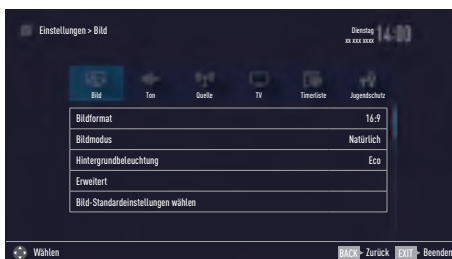 Einstellungen > Bild
Dienstag
xx xxx xxxx
14:00
Bild Ton Quelle TV Timerliste Jugendschutz
Bildformat 16:9
Bildmodus Natürlich
Hintergrundbeleuchtung Eco
Erweitert
Bild-Standardeinstellungen wählen
Wählen BACK Zurück EXIT Beenden